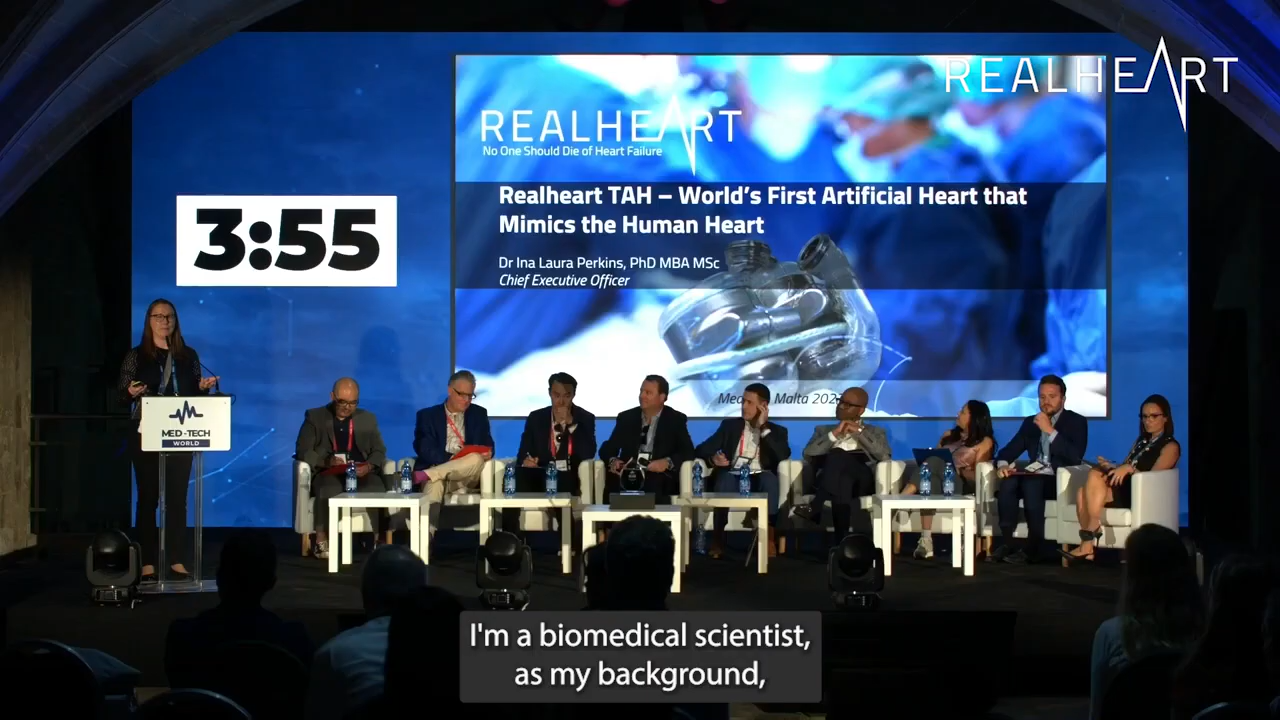 REALHEART
REALHEART
No One Should Die of Heart Failure
Realheart TAH – World's First Artificial Heart that
Mimics the Human Heart
Dr Ina Laura Perkins, PhD MBA MSc
Chief Executive Officer
Malta 202
3:55
MED-TECH
WORLD
I'm a biomedical scientist,
as my background,